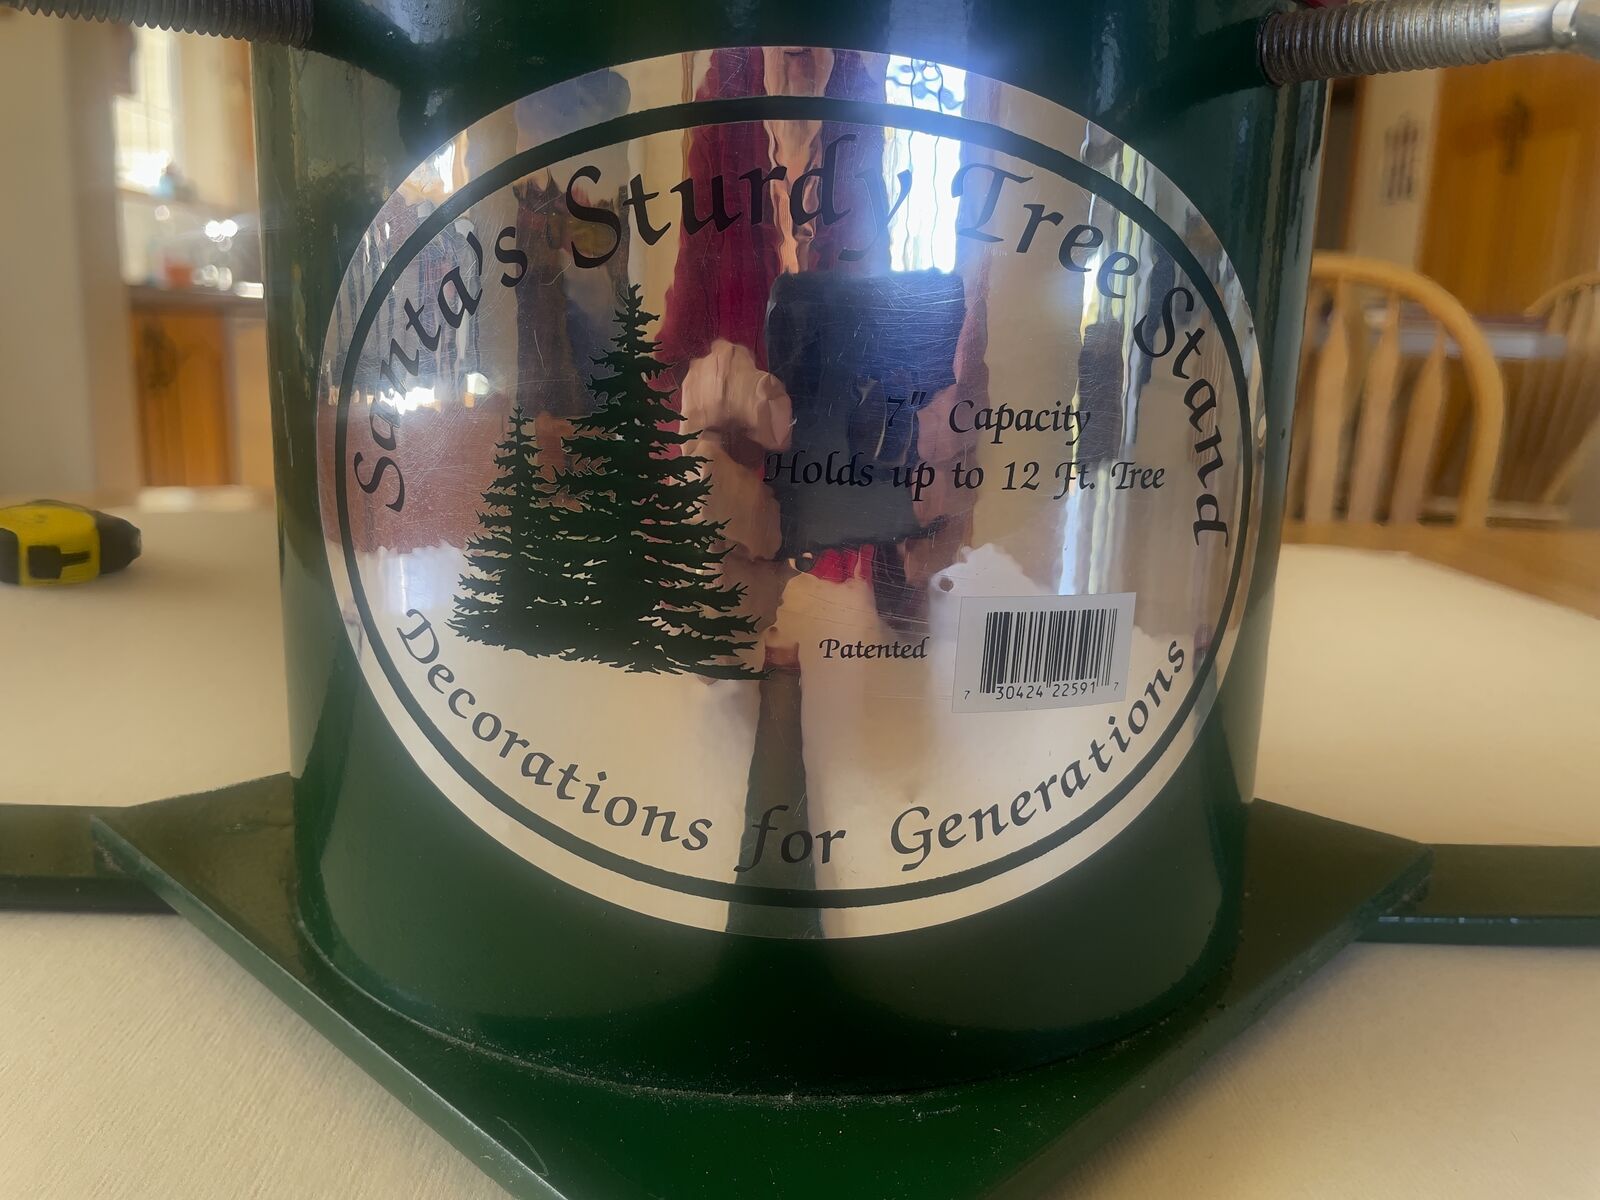 Santa's Sturdy Tree Stand
7" Capacity
Holds up to 12 Ft. Tree
Patented
7 30424 22591 7
Decorations for Generations